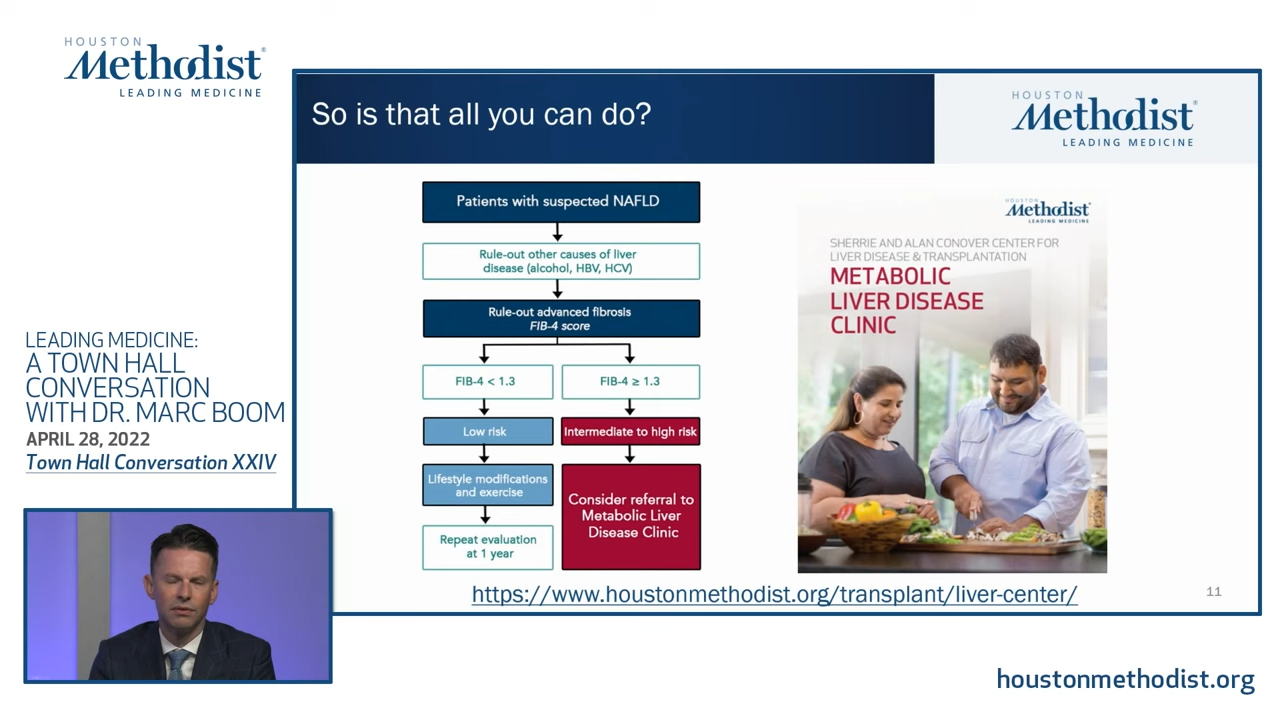 HOUSTON
Methodist®
LEADING MEDICINE
LEADING MEDICINE:
A TOWN HALL
CONVERSATION
WITH DR. MARC BOOM
APRIL 28, 2022
Town Hall Conversation XXIV
So is that all you can do?
HOUSTON
Methodist®
LEADING MEDICINE
Patients with suspected NAFLD
Rule-out other causes of liver
disease (alcohol, HBV, HCV)
Rule-out advanced fibrosis
FIB-4 score
FIB-4 < 1.3
FIB-4 ≥ 1.3
Low risk
Intermediate to high risk
Lifestyle modifications
and exercise
Consider referral to
Metabolic Liver
Disease Clinic
Repeat evaluation
at 1 year
HOUSTON
Methodist
LEADING MEDICINE
SHERRIE AND ALAN CONOVER CENTER FOR
LIVER DISEASE & TRANSPLANTATION
METABOLIC
LIVER DISEASE
CLINIC
https://www.houstonmethodist.org/transplant/liver-center/
11
houstonmethodist.org